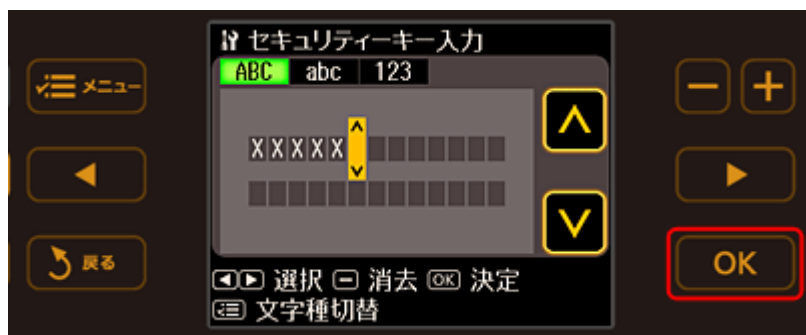 セキュリティーキー入力
ABC abc 123
メニュー
XXXXX
戻る
OK
選択 消去 OK 決定
文字種切替